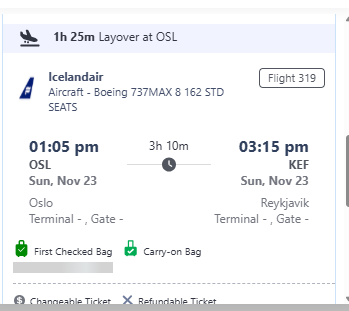 1h 25m Layover at OSL
Icelandair
Flight 319
Aircraft - Boeing 737MAX 8 162 STD
SEATS
01:05 pm 3h 10m 03:15 pm
OSL KEF
Sun, Nov 23 Sun, Nov 23
Oslo Reykjavik
Terminal - , Gate - Terminal - , Gate -
First Checked Bag Carry-on Bag
Changeable Ticket Refundable Ticket